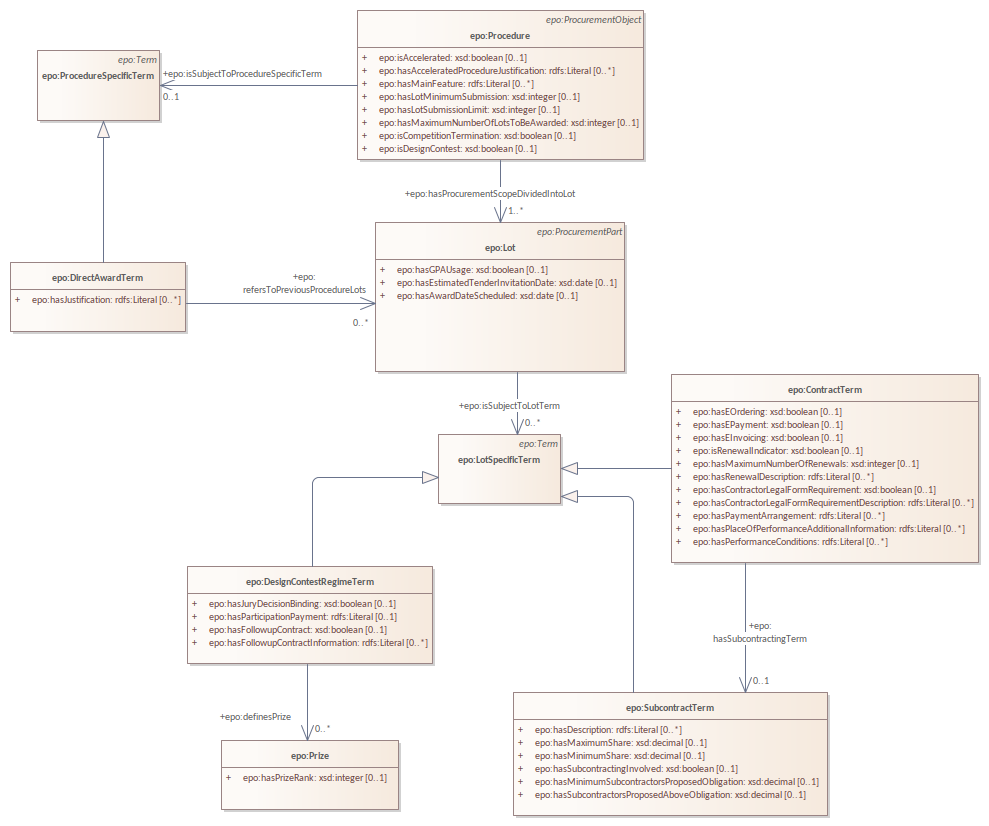 epo:ProcurementObject
epo:Procedure
+ epo:isAccelerated: xsd:boolean [0..1]
+ epo:hasAcceleratedProcedureJustification: rdfs:Literal [0..*]
+ epo:hasMainFeature: rdfs:Literal [0..*]
+ epo:hasLotMinimumSubmission: xsd:integer [0..1]
+ epo:hasLotSubmissionLimit: xsd:integer [0..1]
+ epo:hasMaximumNumberOfLotsToBeAwarded: xsd:integer [0..1]
+ epo:isCompetitionTermination: xsd:boolean [0..1]
+ epo:isDesignContest: xsd:boolean [0..1]
epo:Term
epo:ProcedureSpecificTerm
+epo:isSubjectToProcedureSpecificTerm
0..1
+epo:hasProcurementScopeDividedIntoLot
1..*
epo:ProcurementPart
epo:Lot
+ epo:hasGPAUsage: xsd:boolean [0..1]
+ epo:hasEstimatedTenderInvitationDate: xsd:date [0..1]
+ epo:hasAwardDateScheduled: xsd:date [0..1]
epo:DirectAwardTerm
+ epo:hasJustification: rdfs:Literal [0..*]
+epo:
refersToPreviousProcedureLots
0..*
+epo:isSubjectToLotTerm
0..*
epo:Term
epo:LotSpecificTerm
epo:ContractTerm
+ epo:hasEOrdering: xsd:boolean [0..1]
+ epo:hasEPayment: xsd:boolean [0..1]
+ epo:hasEInvoicing: xsd:boolean [0..1]
+ epo:isRenewalIndicator: xsd:boolean [0..1]
+ epo:hasMaximumNumberOfRenewals: xsd:integer [0..1]
+ epo:hasRenewalDescription: rdfs:Literal [0..*]
+ epo:hasContractorLegalFormRequirement: xsd:boolean [0..1]
+ epo:hasContractorLegalFormRequirementDescription: rdfs:Literal [0..*]
+ epo:hasPaymentArrangement: rdfs:Literal [0..*]
+ epo:hasPlaceOfPerformanceAdditionalInformation: rdfs:Literal [0..*]
+ epo:hasPerformanceConditions: rdfs:Literal [0..*]
epo:DesignContestRegimeTerm
+ epo:hasJuryDecisionBinding: xsd:boolean [0..1]
+ epo:hasParticipationPayment: rdfs:Literal [0..1]
+ epo:hasFollowupContract: xsd:boolean [0..1]
+ epo:hasFollowupContractInformation: rdfs:Literal [0..*]
+epo:
hasSubcontractingTerm
0..1
+epo:definesPrize
0..*
epo:Prize
+ epo:hasPrizeRank: xsd:integer [0..1]
epo:SubcontractTerm
+ epo:hasDescription: rdfs:Literal [0..*]
+ epo:hasMaximumShare: xsd:decimal [0..1]
+ epo:hasMinimumShare: xsd:decimal [0..1]
+ epo:hasSubcontractingInvolved: xsd:boolean [0..1]
+ epo:hasMinimumSubcontractorsProposedObligation: xsd:decimal [0..1]
+ epo:hasSubcontractorsProposedAboveObligation: xsd:decimal [0..1]